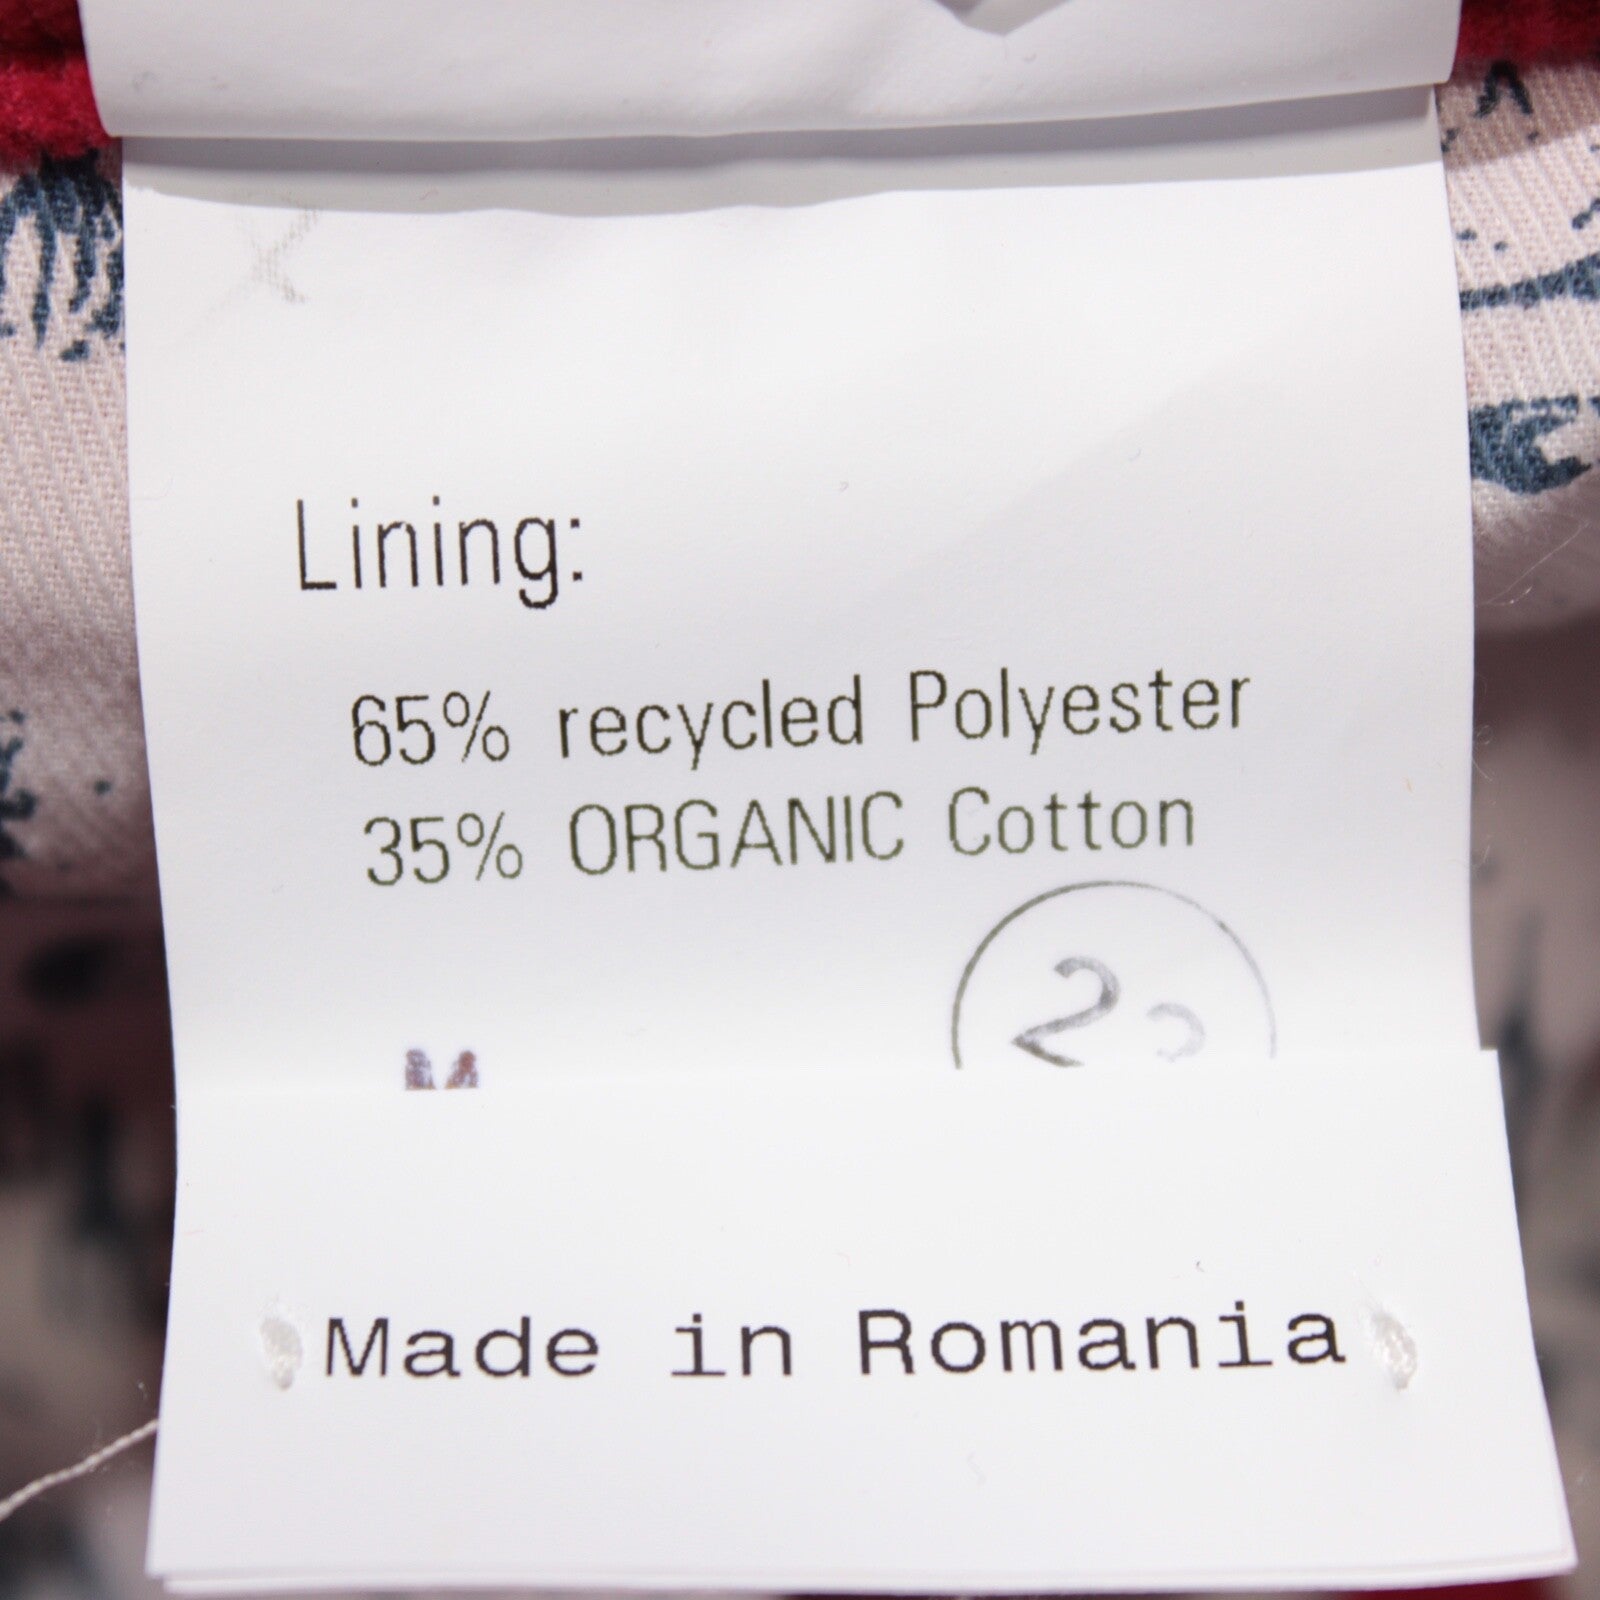 Lining:
65% recycled Polyester
35% ORGANIC Cotton
M
Made in Romania